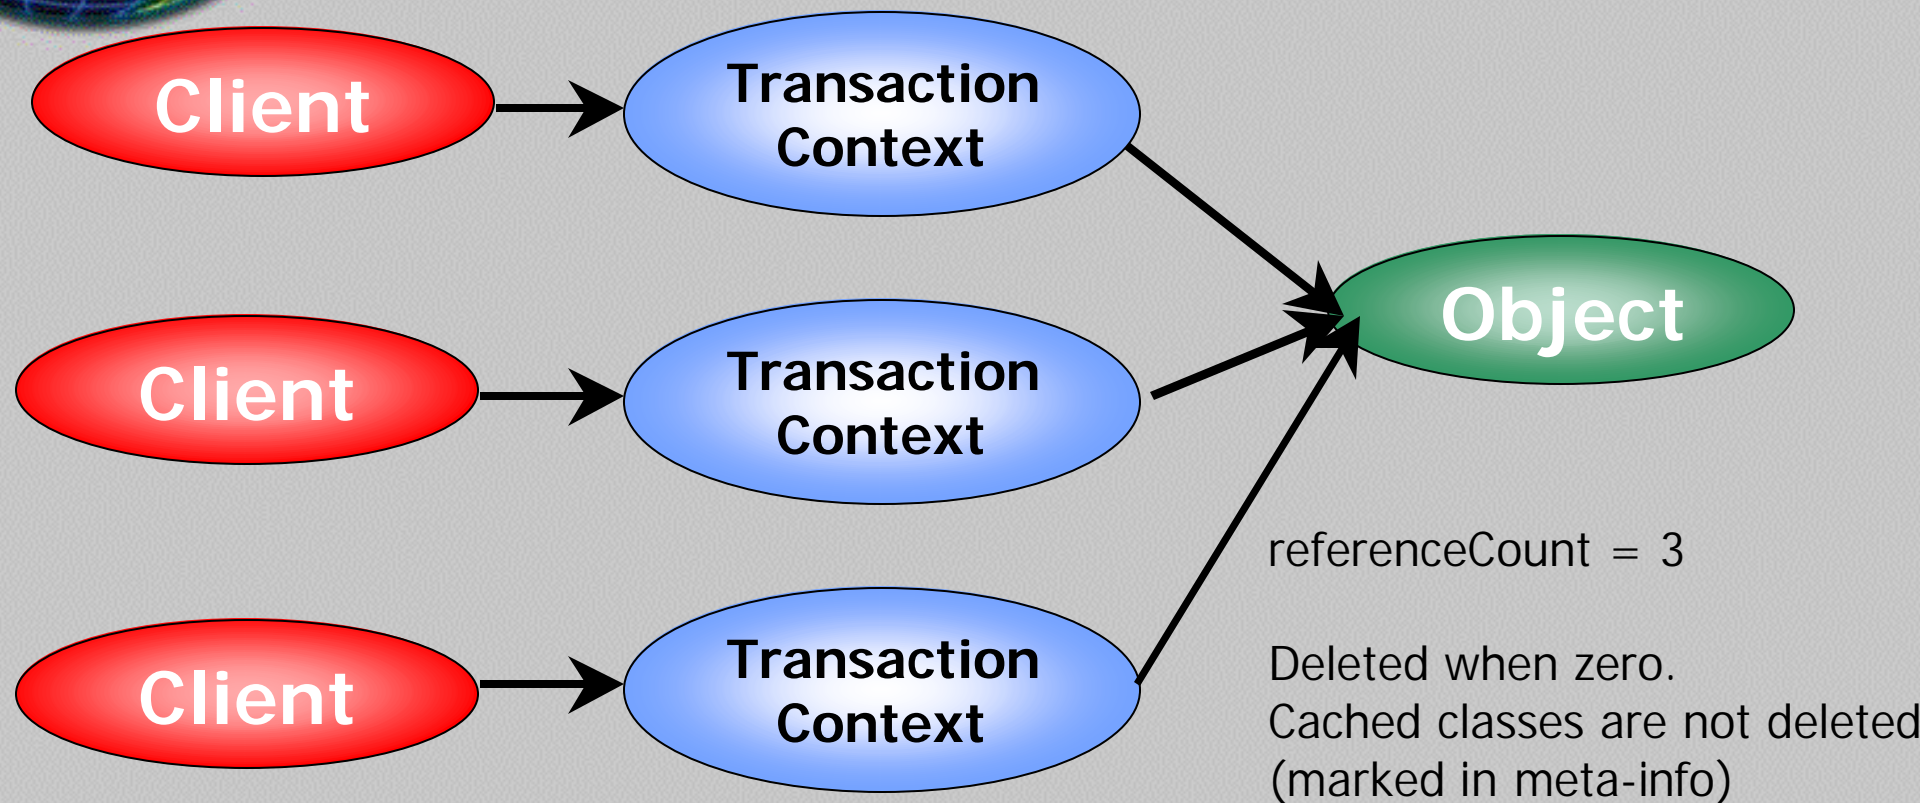 Client
Transaction
Context
Object
Client
Transaction
Context
Client
Transaction
Context
referenceCount = 3
Deleted when zero.
Cached classes are not deleted
(marked in meta-info)